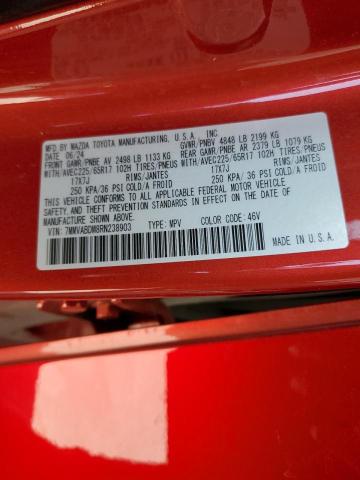 MFD. BY MAZDA TOYOTA MANUFACTURING, U.S.A., INC.
DATE 06/24 GVWR/PNBV 4848 LB 2199 KG
FRONT GAWR/PNBE AV 2498 LB 1133 KG REAR GAWR/PNBE AR 2379 LB 1079 KG
WITH/AVEC225/65R17 102H TIRES/PNEUS WITH/AVEC225/65R17 102H TIRES/PNEUS
17X7J RIMS/JANTES 17X7J RIMS/JANTES
250 KPA/36 PSI COLD/A FROID 250 KPA/36 PSI COLD/A FROID
THIS VEHICLE CONFORMS TO ALL APPLICABLE FEDERAL MOTOR VEHICLE
SAFETY AND THEFT PREVENTION STANDARDS IN EFFECT ON THE DATE OF
MANUFACTURE SHOWN ABOVE.
VIN: 7MMVABDM8RN238903 TYPE: MPV COLOR CODE: 46V
MADE IN U.S.A.